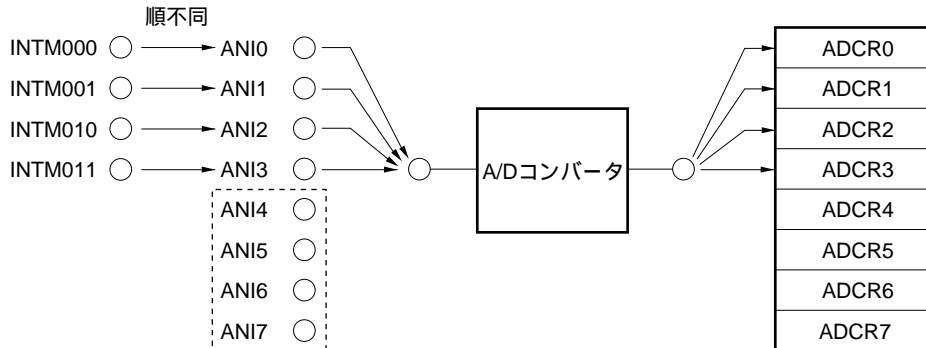 順不同
INTM000 ANI0 ADCR0
INTM001 ANI1 ADCR1
INTM010 ANI2 ADCR2
INTM011 ANI3 A/Dコンバータ ADCR3
ANI4 ADCR4
ANI5 ADCR5
ANI6 ADCR6
ANI7 ADCR7